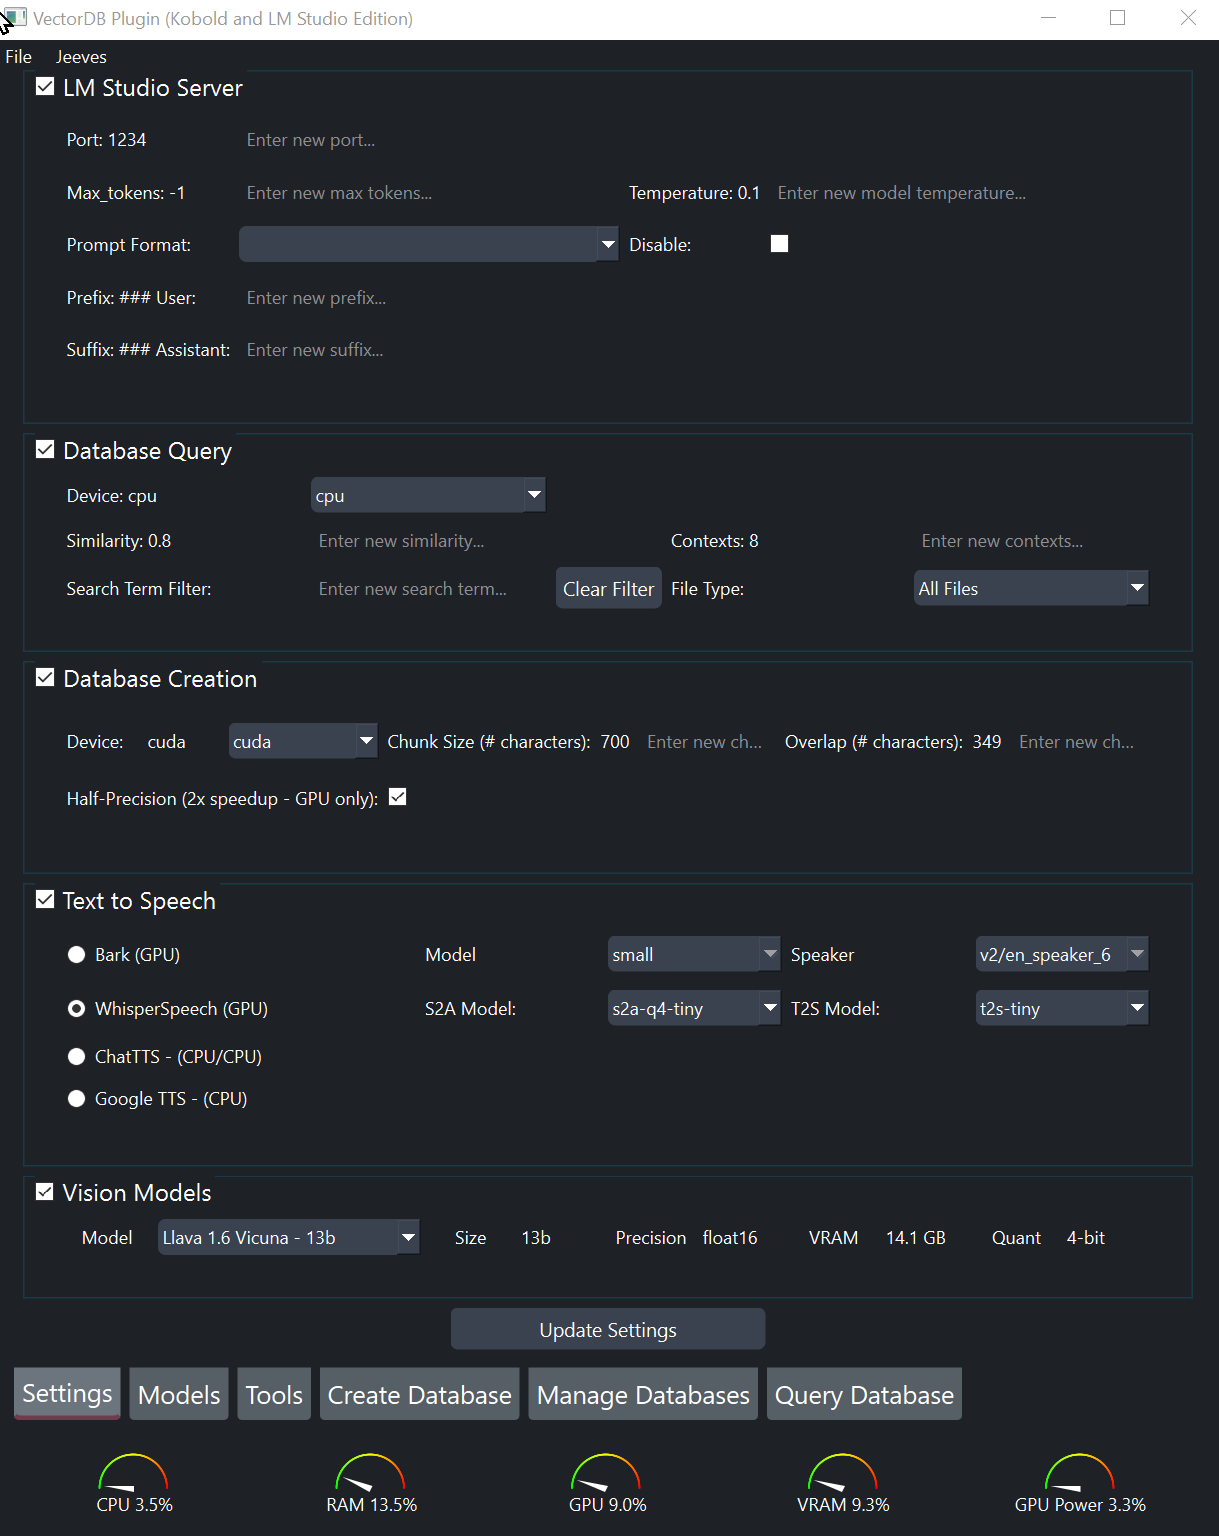 VectorDB Plugin (Kobold and LM Studio Edition)
File Jeeves
LM Studio Server
Port: 1234 Enter new port...
Max_tokens: -1 Enter new max tokens... Temperature: 0.1 Enter new model temperature...
Prompt Format: Disable:
Prefix: ### User: Enter new prefix...
Suffix: ### Assistant: Enter new suffix...
Database Query
Device: cpu cpu
Similarity: 0.8 Enter new similarity... Contexts: 8 Enter new contexts...
Search Term Filter: Enter new search term... Clear Filter File Type: All Files
Database Creation
Device: cuda cuda Chunk Size (# characters): 700 Enter new ch... Overlap (# characters): 349 Enter new ch...
Half-Precision (2x speedup - GPU only):
Text to Speech
Bark (GPU) Model small Speaker v2/en_speaker_6
WhisperSpeech (GPU) S2A Model: s2a-q4-tiny T2S Model: t2s-tiny
ChatTTS - (CPU/CPU)
Google TTS - (CPU)
Vision Models
Model Llava 1.6 Vicuna - 13b Size 13b Precision float16 VRAM 14.1 GB Quant 4-bit
Update Settings
Settings Models Tools Create Database Manage Databases Query Database
CPU 3.5% RAM 13.5% GPU 9.0% VRAM 9.3% GPU Power 3.3%